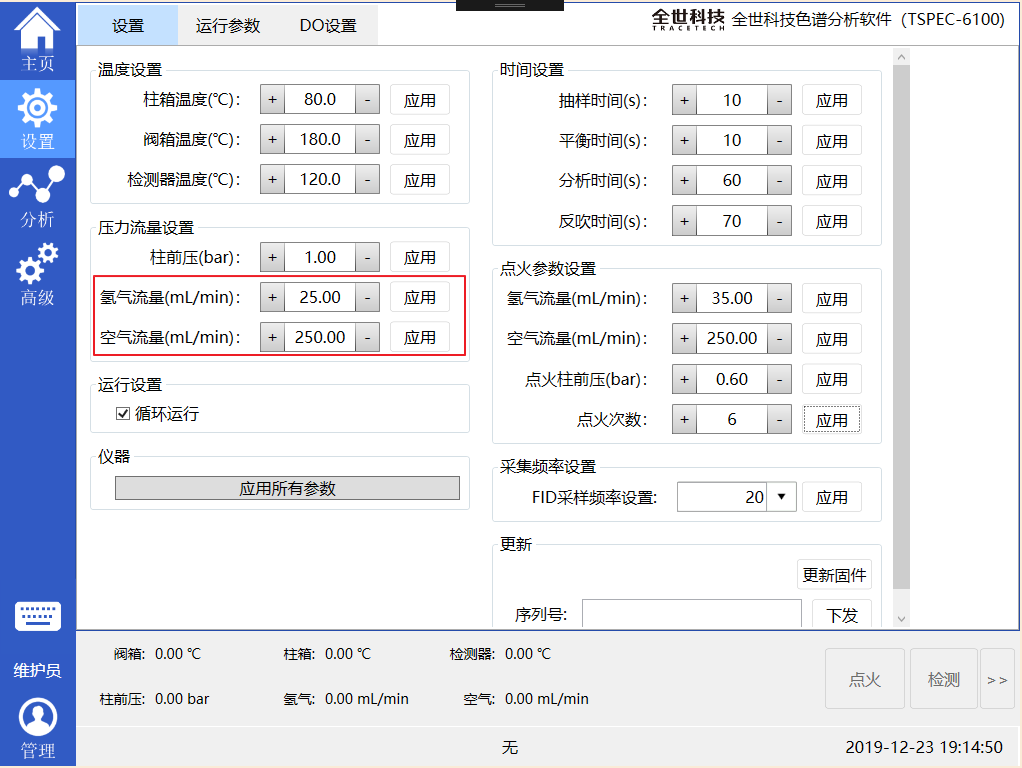 主页
设置
分析
高级
维护员
管理
设置 运行参数 DO设置
全世科技 TRACETECH 全世科技色谱分析软件（TSPEC-6100）
温度设置
柱箱温度(℃): + 80.0 - 应用
阀箱温度(℃): + 180.0 - 应用
检测器温度(℃): + 120.0 - 应用
压力流量设置
柱前压(bar): + 1.00 - 应用
氢气流量(mL/min): + 25.00 - 应用
空气流量(mL/min): + 250.00 - 应用
运行设置
循环运行
仪器
应用所有参数
时间设置
抽样时间(s): + 10 - 应用
平衡时间(s): + 10 - 应用
分析时间(s): + 60 - 应用
反吹时间(s): + 70 - 应用
点火参数设置
氢气流量(mL/min): + 35.00 - 应用
空气流量(mL/min): + 250.00 - 应用
点火柱前压(bar): + 0.60 - 应用
点火次数: + 6 - 应用
采集频率设置
FID采样频率设置: 20 应用
更新
更新固件
序列号: 下发
阀箱: 0.00 ℃ 柱箱: 0.00 ℃ 检测器: 0.00 ℃
柱前压: 0.00 bar 氢气: 0.00 mL/min 空气: 0.00 mL/min
点火 检测 >>
无 2019-12-23 19:14:50